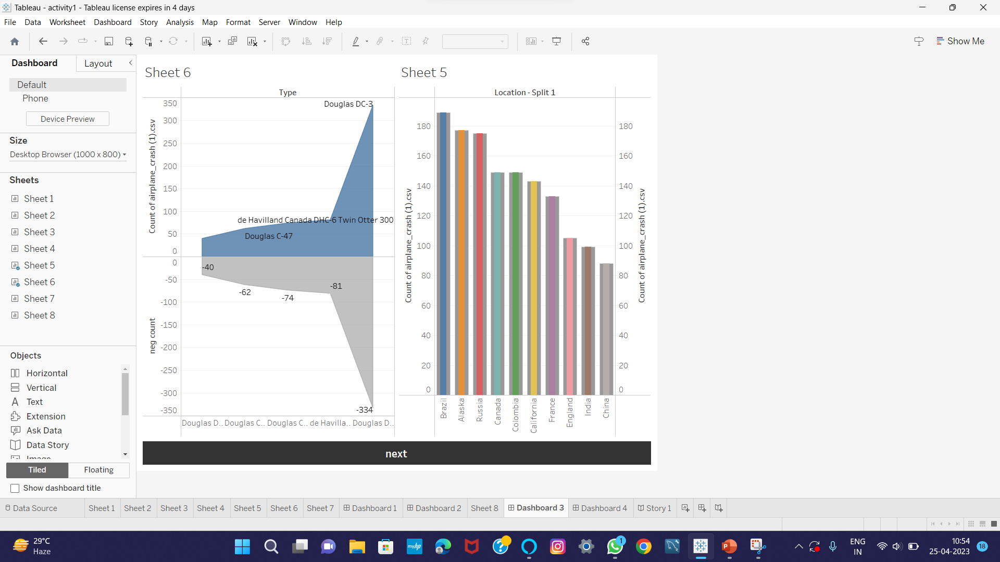 Tableau - activity1 - Tableau license expires in 4 days
File Data Worksheet Dashboard Story Analysis Map Format Server Window Help
Show Me
Dashboard
Layout
Default
Phone
Device Preview
Size
Desktop Browser (1000 x 800)
Sheets
Sheet 1
Sheet 2
Sheet 3
Sheet 4
Sheet 5
Sheet 6
Sheet 7
Sheet 8
Objects
Horizontal
Vertical
Text
Extension
Ask Data
Data Story
Image
Tiled
Floating
Show dashboard title
Sheet 6
Type
Count of airplane_crash (1).csv
350
300
250
200
150
100
50
0
Douglas DC-3
de Havilland Canada DHC-6 Twin Otter 300
Douglas C-47
neg count
0
-50
-100
-150
-200
-250
-300
-350
-40
-62
-74
-81
-334
Douglas D.. Douglas C.. Douglas C.. de Havilla.. Douglas D..
Sheet 5
Location - Split 1
Count of airplane_crash (1).csv
180
160
140
120
100
80
60
40
20
0
Brazil
Alaska
Russia
Canada
Colombia
California
France
England
India
China
180
160
140
120
100
80
60
40
20
0
Count of airplane_crash (1).csv
next
Data Source
Sheet 1
Sheet 2
Sheet 3
Sheet 4
Sheet 5
Sheet 6
Sheet 7
Dashboard 1
Dashboard 2
Sheet 8
Dashboard 3
Dashboard 4
Story 1
29°C
Haze
myhp
1
ENG
IN
10:54
25-04-2023
18